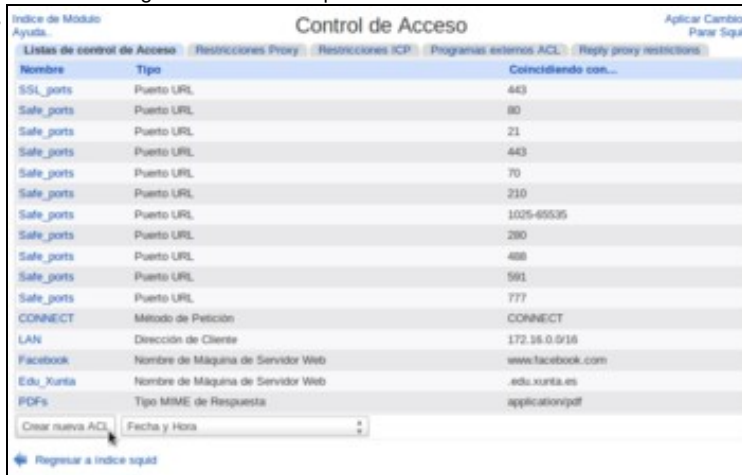 Índice de Módulo
Ayuda..
Control de Acceso
Aplicar Cambio
Parar Squi
Listas de control de Acceso
Restricciones Proxy
Restricciones ICP
Programas externos ACL
Reply proxy restrictions
Nombre Tipo Coincidiendo con...
SSL_ports Puerto URL 443
Safe_ports Puerto URL 80
Safe_ports Puerto URL 21
Safe_ports Puerto URL 443
Safe_ports Puerto URL 70
Safe_ports Puerto URL 210
Safe_ports Puerto URL 1025-65535
Safe_ports Puerto URL 280
Safe_ports Puerto URL 488
Safe_ports Puerto URL 591
Safe_ports Puerto URL 777
CONNECT Método de Petición CONNECT
LAN Dirección de Cliente 172.16.0.0/16
Facebook Nombre de Máquina de Servidor Web www.facebook.com
Edu_Xunta Nombre de Máquina de Servidor Web .edu.xunta.es
PDFs Tipo MIME de Respuesta application/pdf
Crear nueva ACL Fecha y Hora
Regresar a índice squid